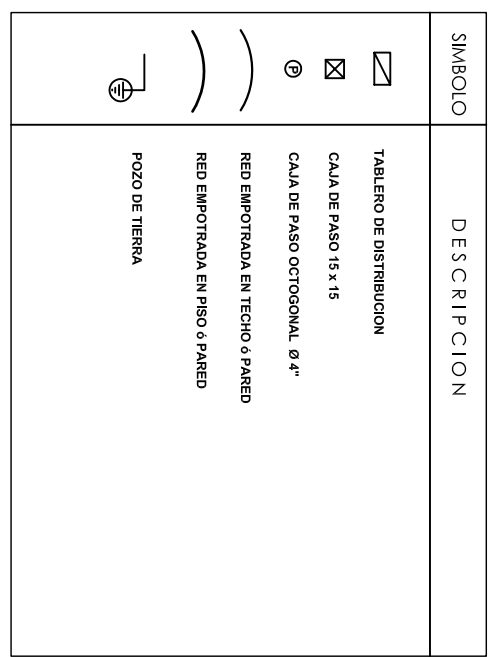 SIMBOLO DESCRIPCION
TABLERO DE DISTRIBUCION
CAJA DE PASO 15 x 15
P CAJA DE PASO OCTOGONAL Ø 4"
RED EMPOTRADA EN TECHO ó PARED
RED EMPOTRADA EN PISO ó PARED
POZO DE TIERRA